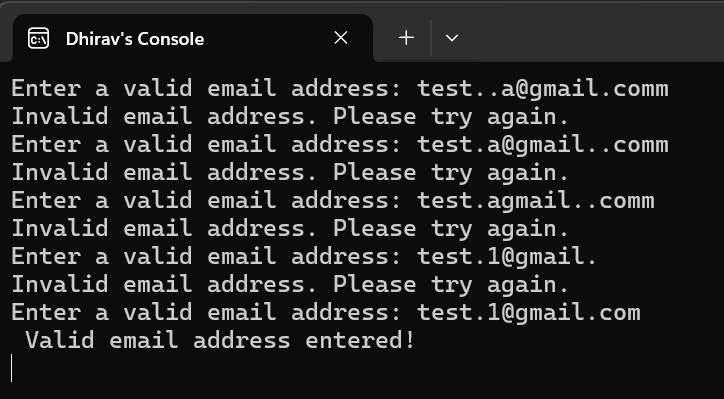 C:\ Dhirav's Console
Enter a valid email address: test..a@gmail.comm
Invalid email address. Please try again.
Enter a valid email address: test.a@gmail..comm
Invalid email address. Please try again.
Enter a valid email address: test.agmail..comm
Invalid email address. Please try again.
Enter a valid email address: test.1@gmail.
Invalid email address. Please try again.
Enter a valid email address: test.1@gmail.com
 Valid email address entered!